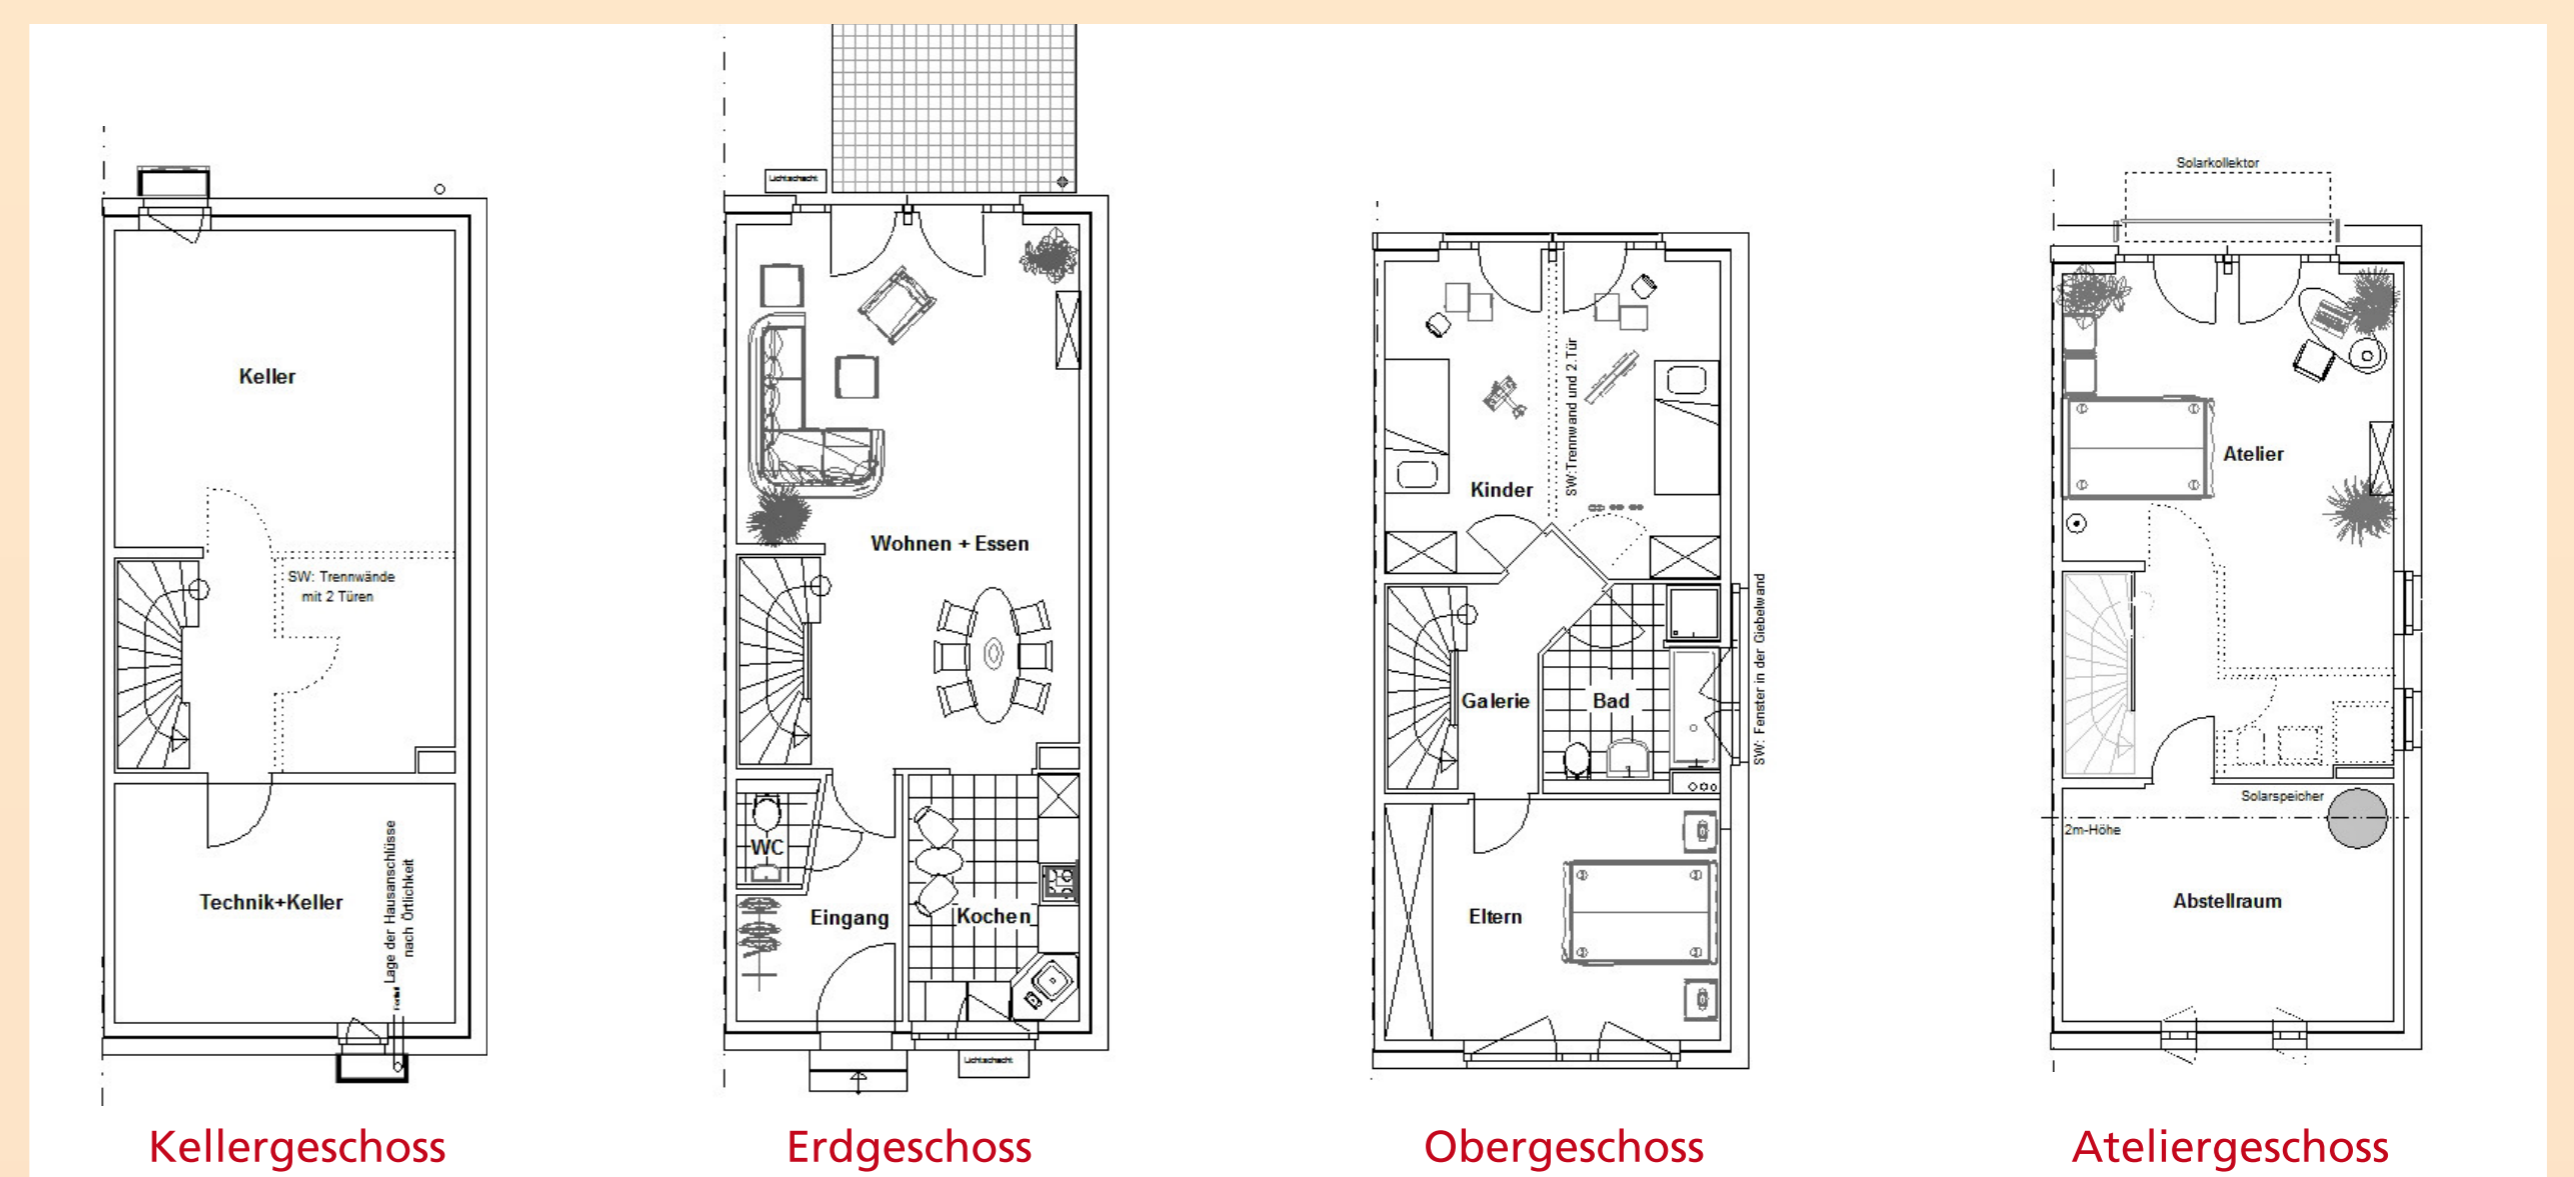 Keller
SW: Trennwände
mit 2 Türen
Technik+Keller
Lage der Hausanschlüsse
nach Örtlichkeit
Kellergeschoss
Lichtschacht
Wohnen + Essen
WC
Eingang
Kochen
Lichtschacht
Erdgeschoss
SW:Trennwand und 2.Tür
Kinder
Galerie
Bad
SW: Fenster in der Giebelwand
Eltern
Obergeschoss
Solarkollektor
Atelier
Solarspeicher
2m-Höhe
Abstellraum
Ateliergeschoss